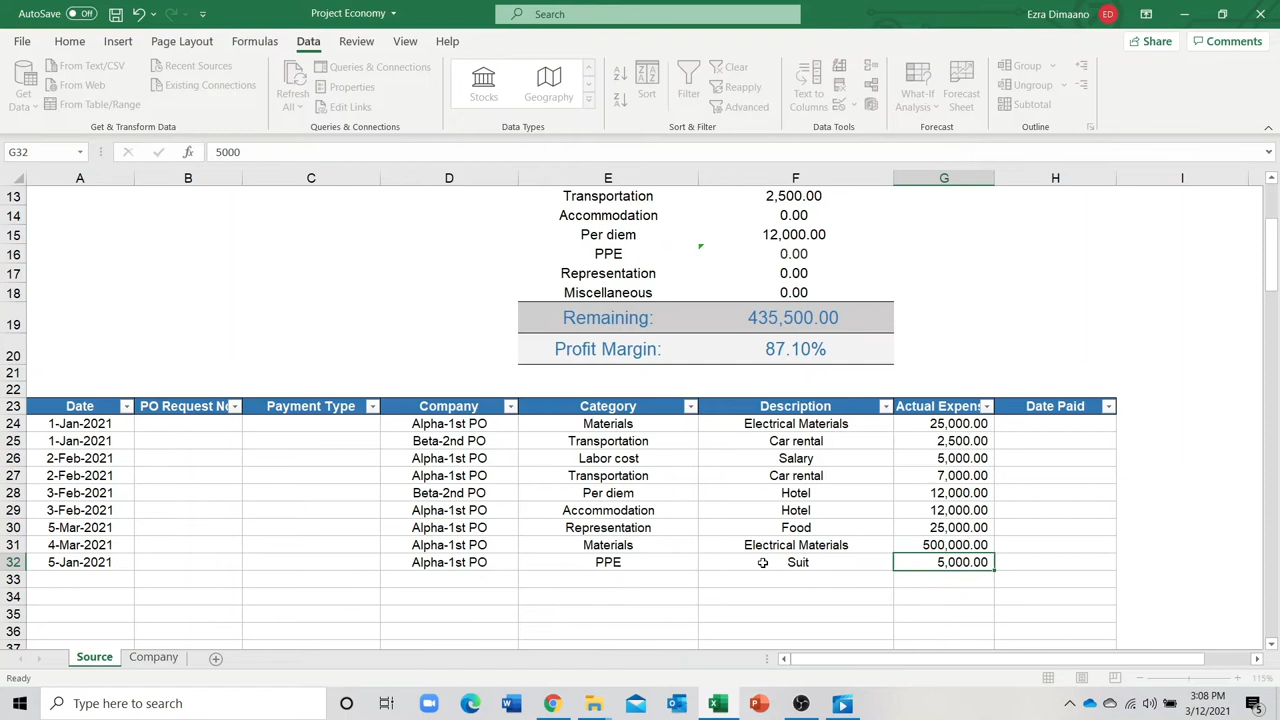 AutoSave Off Project Economy Search Ezra Dimaano ED
File Home Insert Page Layout Formulas Data Review View Help Share Comments
Get Data From Text/CSV Recent Sources
From Web Existing Connections
From Table/Range
Get & Transform Data
Refresh All Queries & Connections
Properties
Edit Links
Queries & Connections
Stocks Geography
Data Types
Sort Filter Clear
Reapply
Advanced
Sort & Filter
Text to Columns
Data Tools
What-If Analysis Forecast Sheet
Forecast
Group
Ungroup
Subtotal
Outline
G32 fx 5000
A B C D E F G H I
13 Transportation 2,500.00
14 Accommodation 0.00
15 Per diem 12,000.00
16 PPE 0.00
17 Representation 0.00
18 Miscellaneous 0.00
19 Remaining: 435,500.00
20 Profit Margin: 87.10%
21
22
23 Date PO Request No Payment Type Company Category Description Actual Expens Date Paid
24 1-Jan-2021 Alpha-1st PO Materials Electrical Materials 25,000.00
25 1-Jan-2021 Beta-2nd PO Transportation Car rental 2,500.00
26 2-Feb-2021 Alpha-1st PO Labor cost Salary 5,000.00
27 2-Feb-2021 Alpha-1st PO Transportation Car rental 7,000.00
28 3-Feb-2021 Beta-2nd PO Per diem Hotel 12,000.00
29 3-Feb-2021 Alpha-1st PO Accommodation Hotel 12,000.00
30 5-Mar-2021 Alpha-1st PO Representation Food 25,000.00
31 4-Mar-2021 Alpha-1st PO Materials Electrical Materials 500,000.00
32 5-Jan-2021 Alpha-1st PO PPE Suit 5,000.00
33
34
35
36
37
Source Company
Ready 115%
Type here to search 3:08 PM
3/12/2021 5